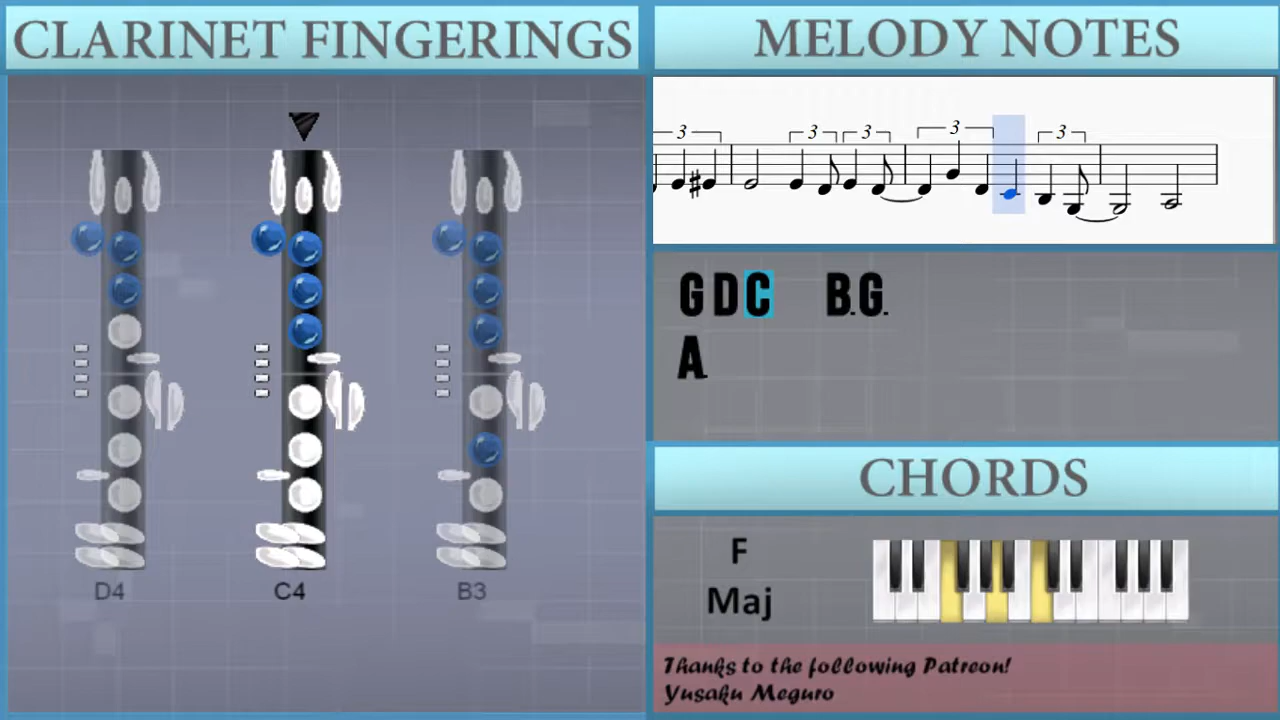 CLARINET FINGERINGS
MELODY NOTES
3 3 3 3 3
G D C B. G.
A.
D4 C4 B3
CHORDS
F
Maj
Thanks to the following Patreon!
Yusaku Meguro